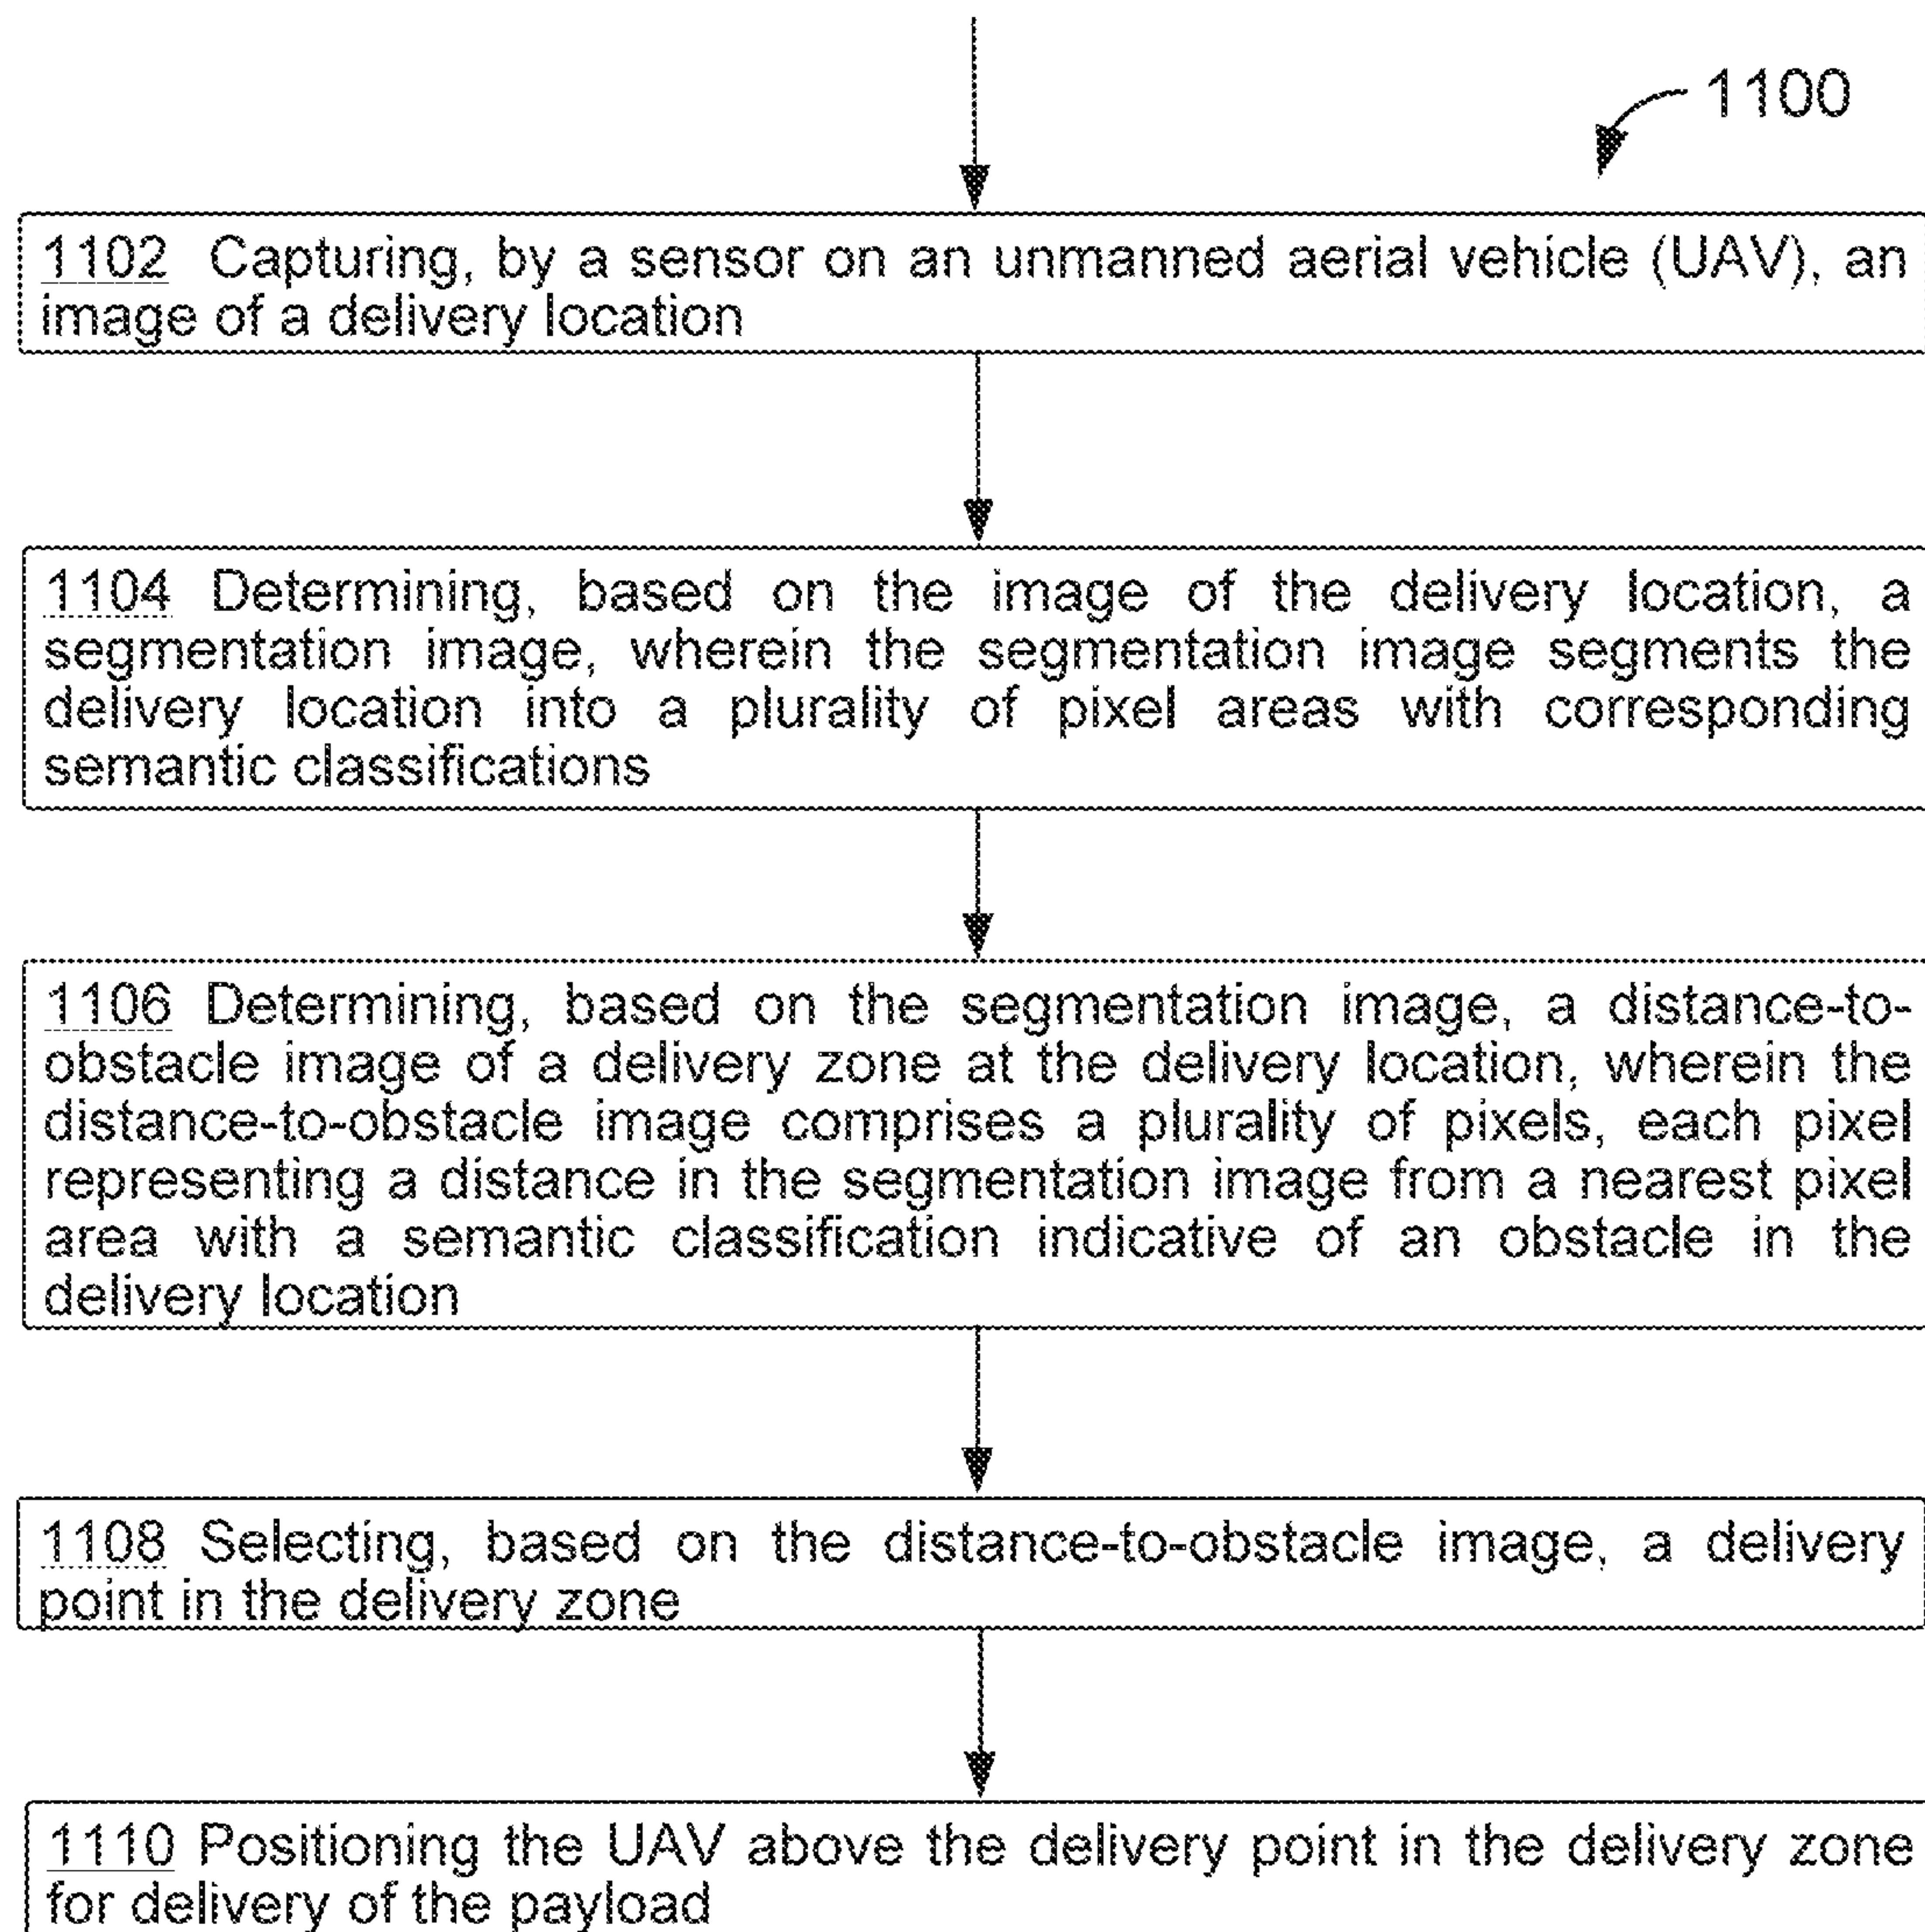 1100
1102 Capturing, by a sensor on an unmanned aerial vehicle (UAV), an
image of a delivery location
1104 Determining, based on the image of the delivery location, a
segmentation image, wherein the segmentation image segments the
delivery location into a plurality of pixel areas with corresponding
semantic classifications
1106 Determining, based on the segmentation image, a distance-to-
obstacle image of a delivery zone at the delivery location, wherein the
distance-to-obstacle image comprises a plurality of pixels, each pixel
representing a distance in the segmentation image from a nearest pixel
area with a semantic classification indicative of an obstacle in the
delivery location
1108 Selecting, based on the distance-to-obstacle image, a delivery
point in the delivery zone
1110 Positioning the UAV above the delivery point in the delivery zone
for delivery of the payload